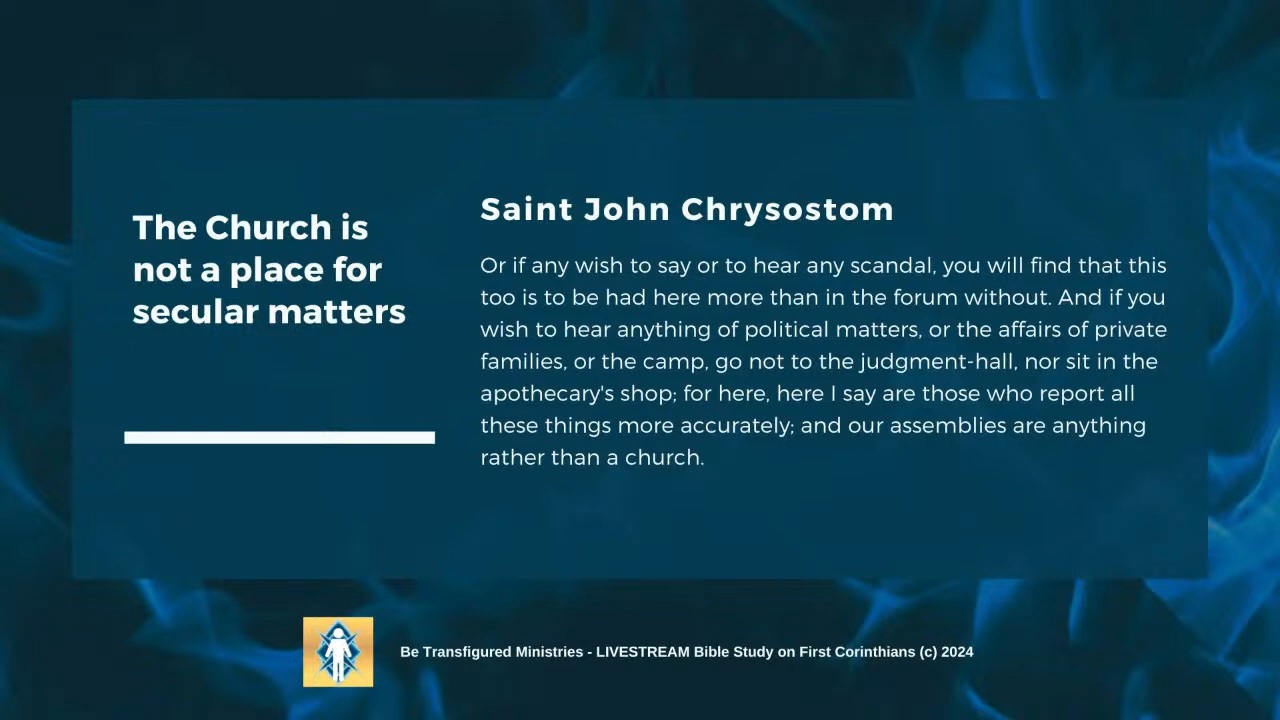 The Church is
not a place for
secular matters
Saint John Chrysostom
Or if any wish to say or to hear any scandal, you will find that this
too is to be had here more than in the forum without. And if you
wish to hear anything of political matters, or the affairs of private
families, or the camp, go not to the judgment-hall, nor sit in the
apothecary's shop; for here, here I say are those who report all
these things more accurately; and our assemblies are anything
rather than a church.
Be Transfigured Ministries - LIVESTREAM Bible Study on First Corinthians (c) 2024